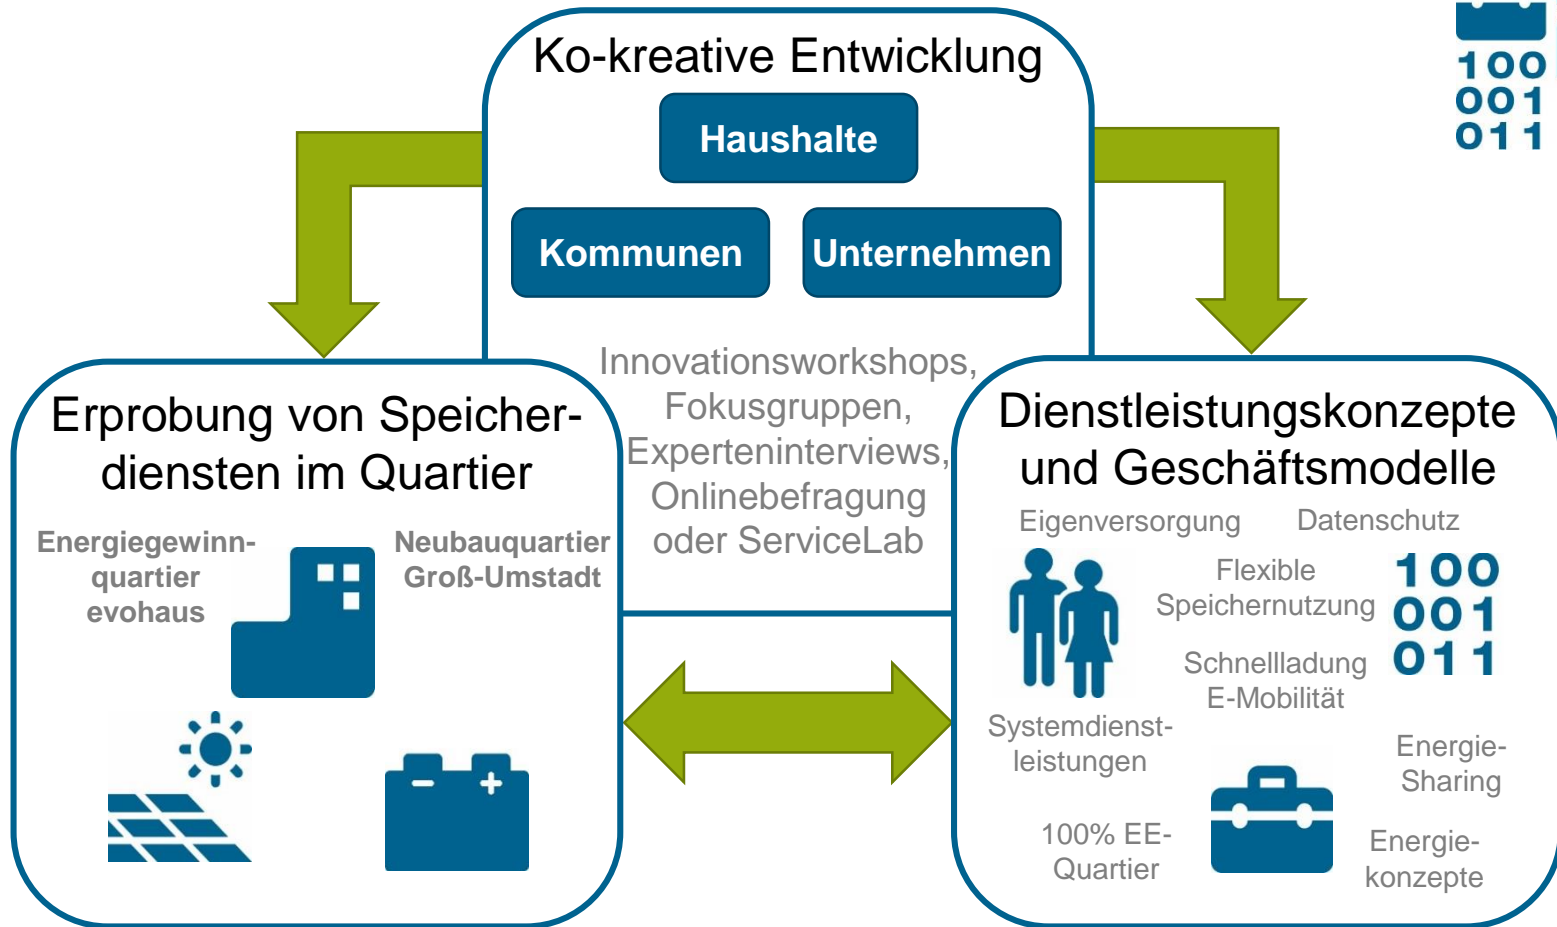 Ko-kreative Entwicklung
Haushalte
Kommunen
Unternehmen
Innovationsworkshops,
Fokusgruppen,
Experteninterviews,
Onlinebefragung
oder ServiceLab
100
001
011
Erprobung von Speicher-
diensten im Quartier
Energiegewinn-
quartier
evohaus
Neubauquartier
Groß-Umstadt
Dienstleistungskonzepte
und Geschäftsmodelle
Eigenversorgung
Datenschutz
Flexible
Speichernutzung
100
001
011
Schnellladung
E-Mobilität
Systemdienst-
leistungen
Energie-
Sharing
100% EE-
Quartier
Energie-
konzepte